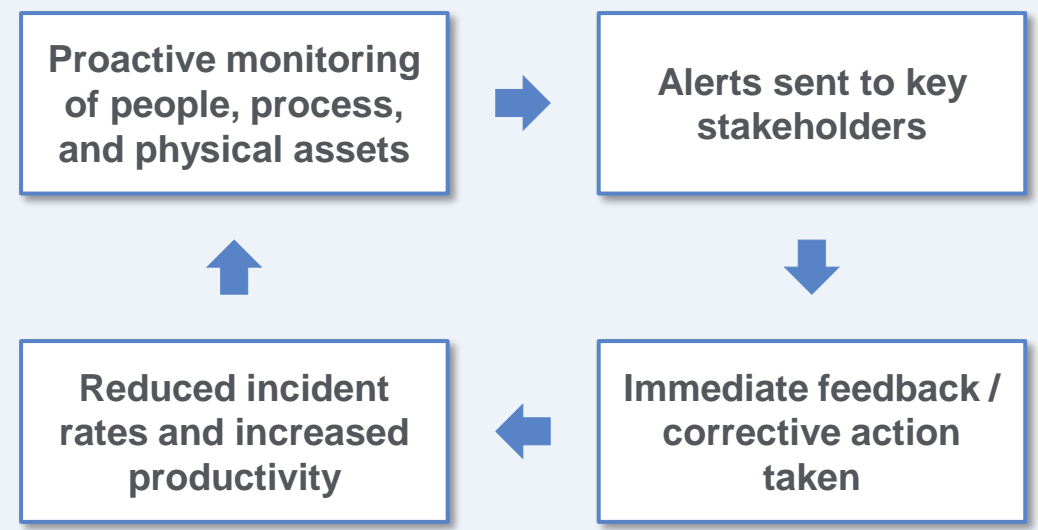 Proactive monitoring
of people, process,
and physical assets
Alerts sent to key
stakeholders
Reduced incident
rates and increased
productivity
Immediate feedback /
corrective action
taken